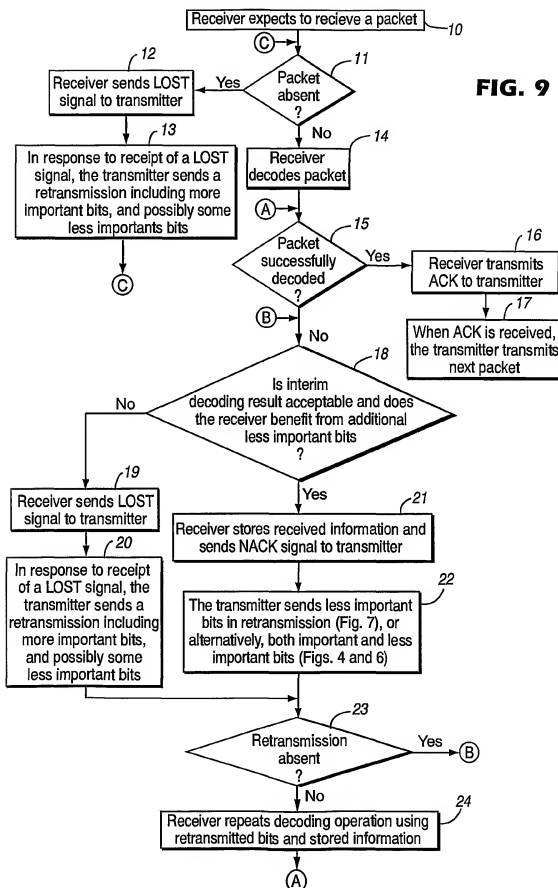 Receiver expects to recieve a packet
10
C
11
12
Packet
absent
?
Yes
No
FIG. 9
Receiver sends LOST
signal to transmitter
13
In response to receipt of a LOST
signal, the transmitter sends a
retransmission including more
important bits, and possibly some
less importants bits
C
14
Receiver
decodes packet
A
15
Packet
successfully
decoded
?
Yes
16
Receiver transmits
ACK to transmitter
17
When ACK is received,
the transmitter transmits
next packet
B
No
18
Is interim
decoding result acceptable and does
the receiver benefit from additional
less important bits
?
No
Yes
19
Receiver sends LOST
signal to transmitter
20
In response to receipt
of a LOST signal, the
transmitter sends a
retransmission including
more important bits,
and possibly some
less important bits
21
Receiver stores received information and
sends NACK signal to transmitter
22
The transmitter sends less important
bits in retransmission (Fig. 7), or
alternatively, both important and less
important bits (Figs. 4 and 6)
23
Retransmission
absent
?
Yes
B
No
24
Receiver repeats decoding operation using
retransmitted bits and stored information
A